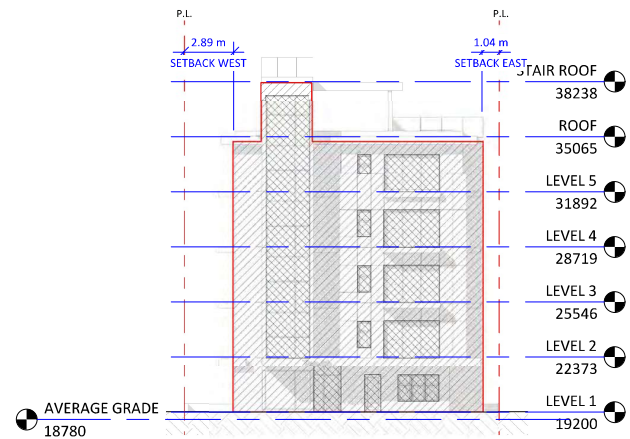 P.L. P.L.
2.89 m 1.04 m
SETBACK WEST SETBACK EAST
STAIR ROOF
38238
ROOF
35065
LEVEL 5
31892
LEVEL 4
28719
LEVEL 3
25546
LEVEL 2
22373
LEVEL 1
19200
AVERAGE GRADE
18780